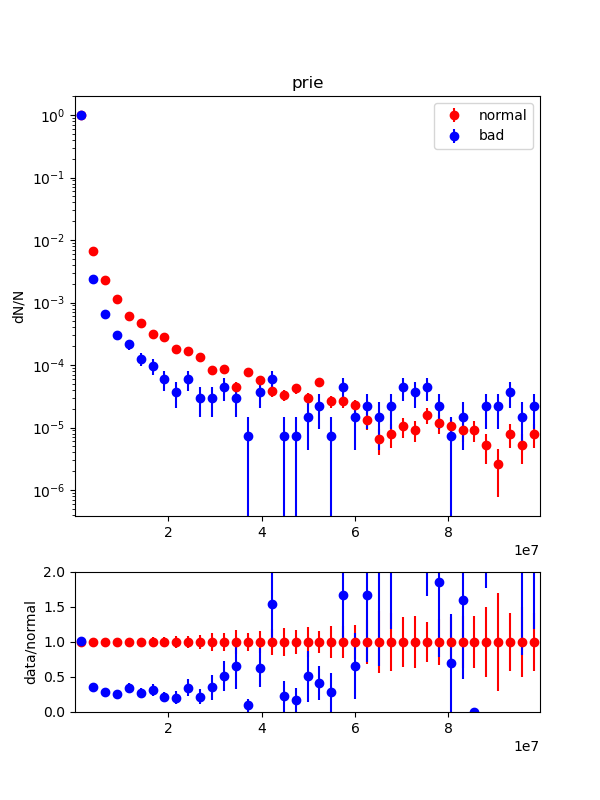 prie
normal
bad
dN/N
10⁰
10⁻¹
10⁻²
10⁻³
10⁻⁴
10⁻⁵
10⁻⁶
2 4 6 8
1e7
data/normal
2.0
1.5
1.0
0.5
0.0
2 4 6 8
1e7